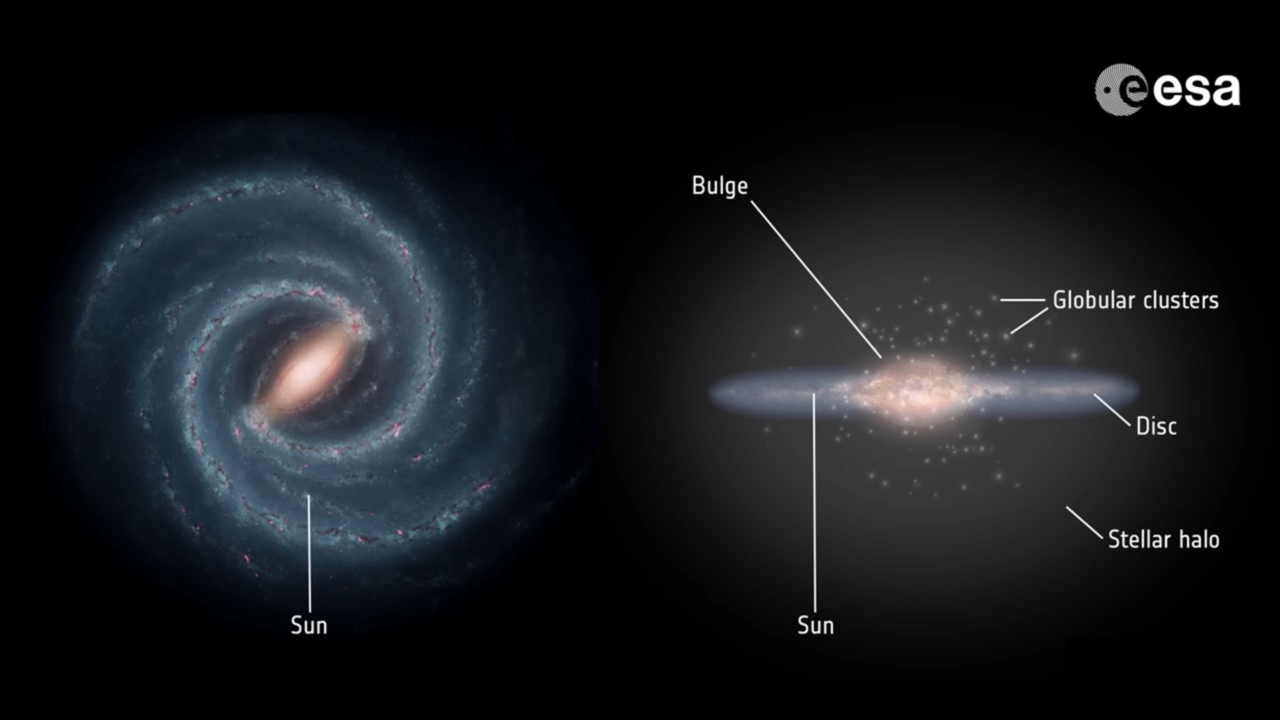 esa
Bulge
Globular clusters
Disc
Stellar halo
Sun
Sun